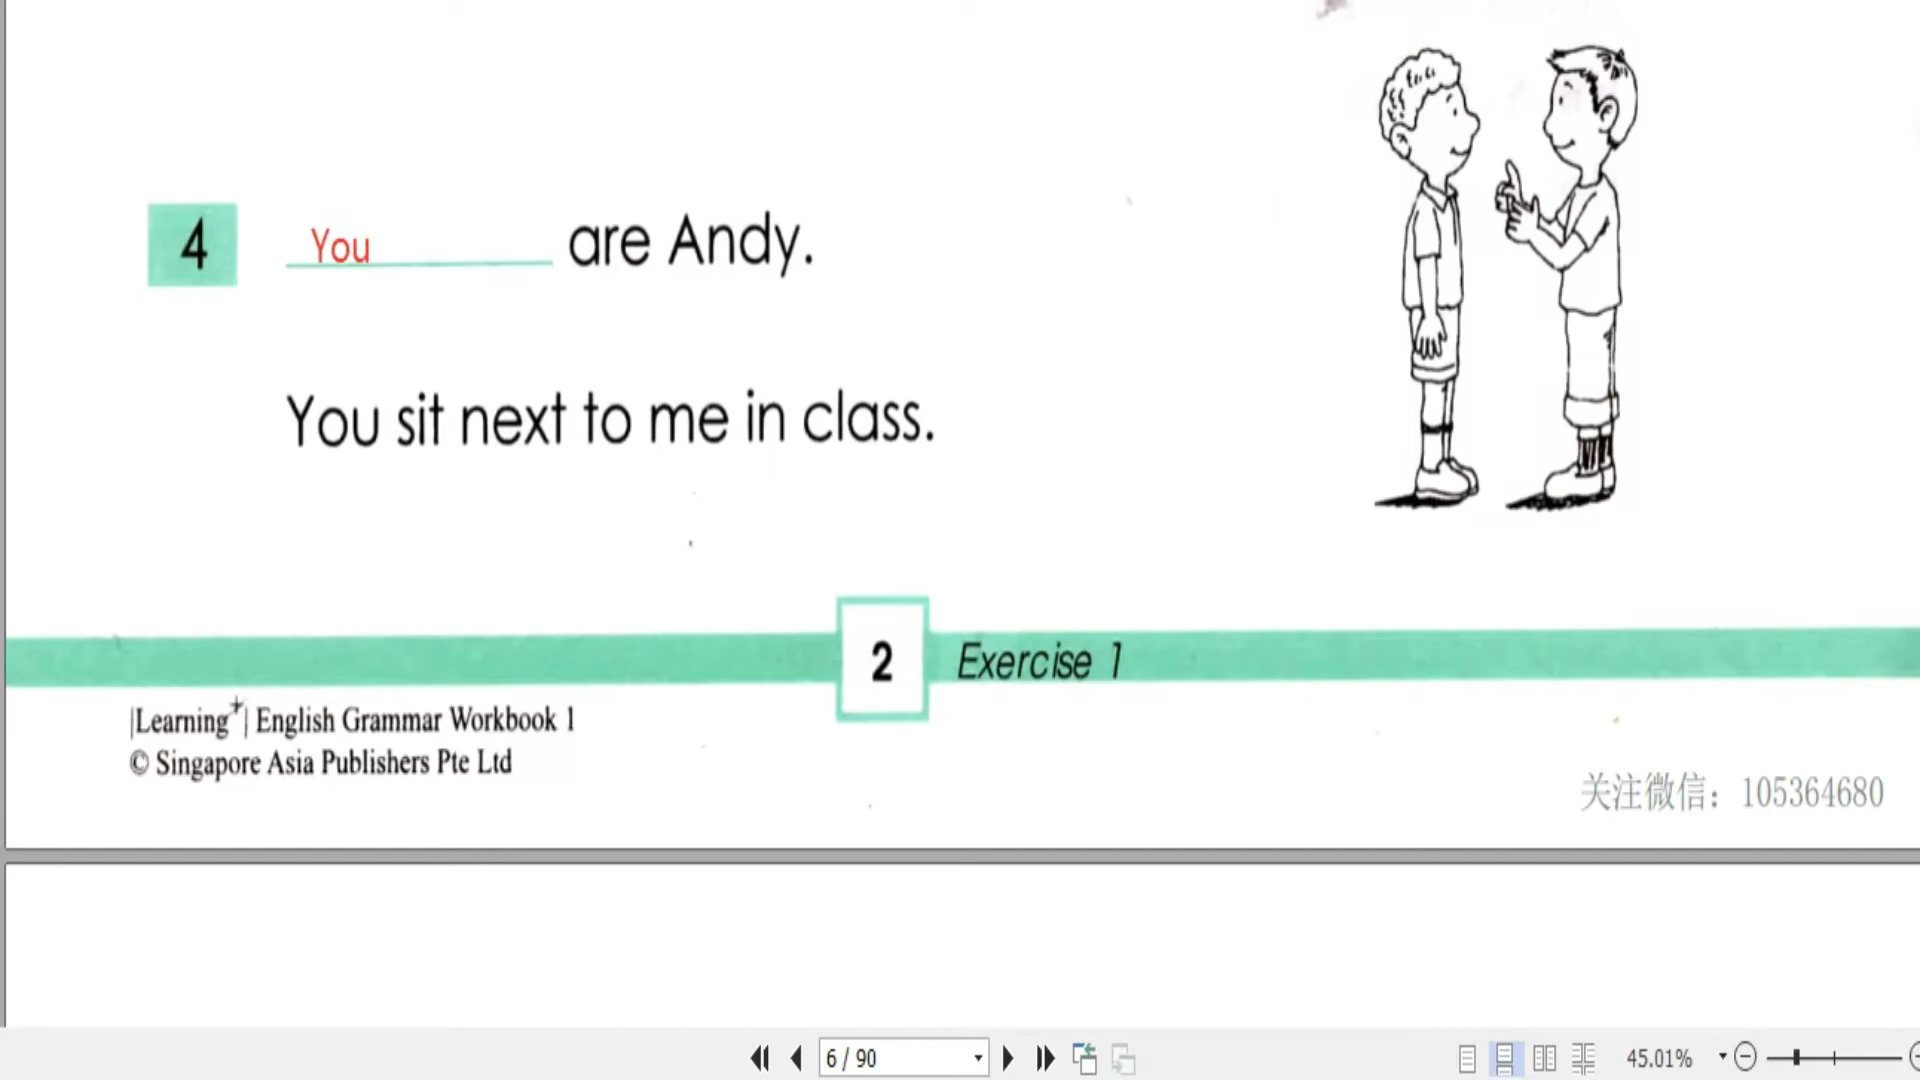 4 You are Andy.
You sit next to me in class.
2 Exercise 1
|Learning+| English Grammar Workbook 1
© Singapore Asia Publishers Pte Ltd
关注微信：105364680
6 / 90 45.01%